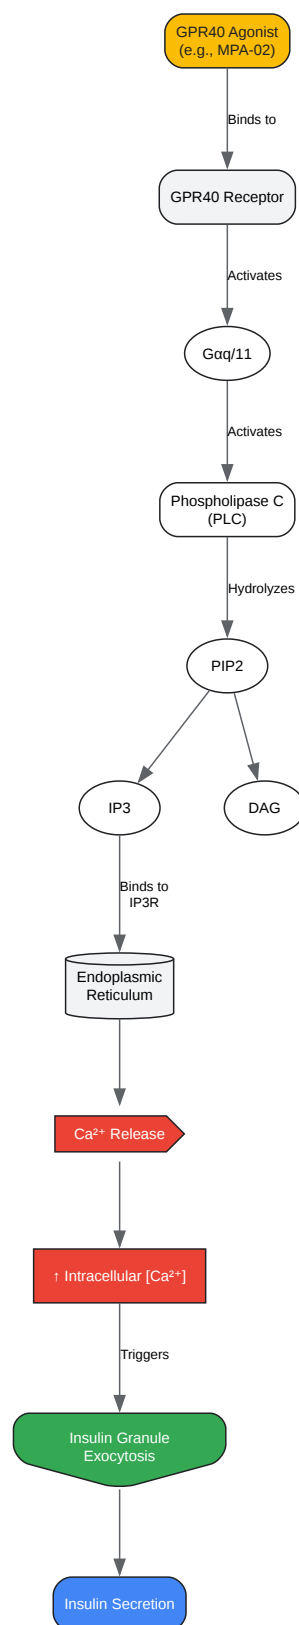 GPR40 Agonist
(e.g., MPA-02)
Binds to
GPR40 Receptor
Activates
Gαq/11
Activates
Phospholipase C
(PLC)
Hydrolyzes
PIP2
IP3
DAG
Binds to
IP3R
Endoplasmic
Reticulum
Ca²⁺ Release
↑ Intracellular [Ca²⁺]
Triggers
Insulin Granule
Exocytosis
Insulin Secretion